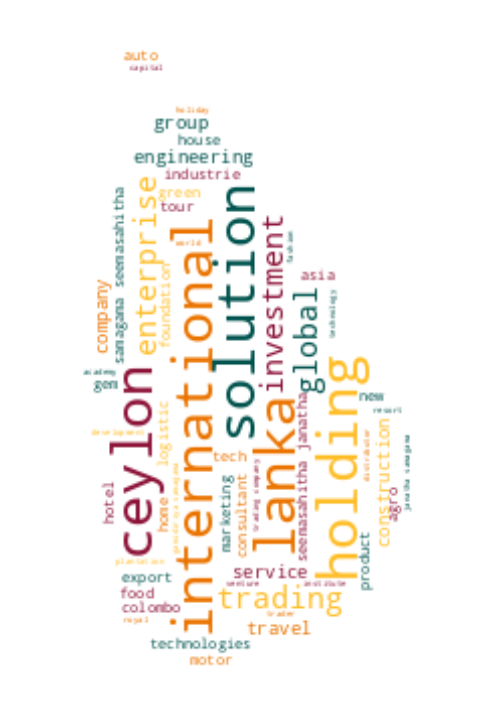 auto
capital
holiday
group
house
engineering
industrie
green
tour
enterprise
samagama seemasahitha
world
foundation
international
solution
investment
asia
global
technology
company
academy
gem
ceylon
lanka
holding
new
resort
development
logistic
home
hotel
tech
marketing
consultant
trading company
seemasahitha janatha
distributor
construction
agro
janatha samagama
product
plantation
export
food
colombo
royal
service
venture
institute
trading
trader
travel
technologies
motor